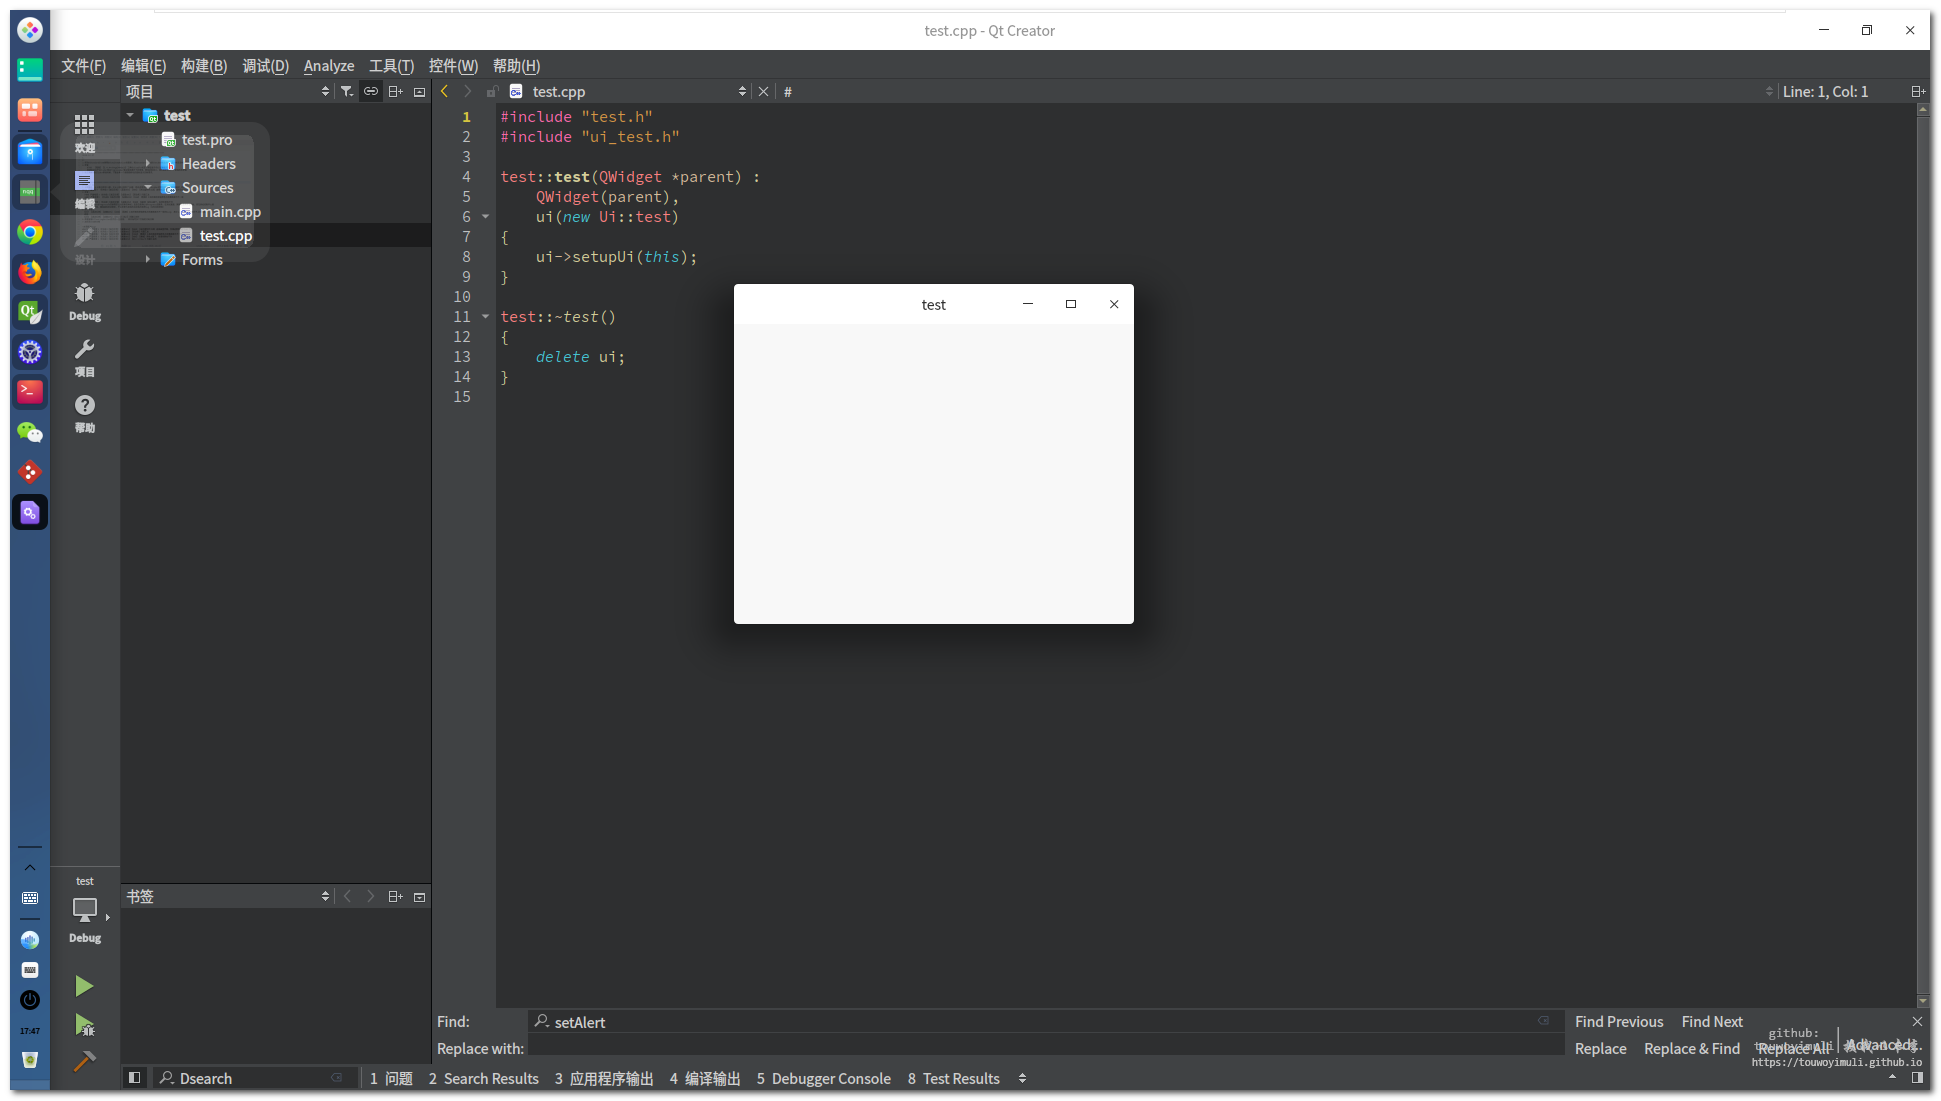 test.cpp - Qt Creator
文件(F) 编辑(E) 构建(B) 调试(D) Analyze 工具(T) 控件(W) 帮助(H)
项目
test.cpp
#
Line: 1, Col: 1
欢迎
编辑
设计
Debug
项目
帮助
test
test.pro
Headers
Sources
main.cpp
test.cpp
Forms
1 #include "test.h"
2 #include "ui_test.h"
3
4 test::test(QWidget *parent) :
5 QWidget(parent),
6 ui(new Ui::test)
7 {
8 ui->setupUi(this);
9 }
10
11 test::~test()
12 {
13 delete ui;
14 }
15
test
书签
test
Debug
17:47
Find: setAlert
Find Previous Find Next
Replace with:
Replace Replace & Find Replace All Advanced...
github:
touwoyimuli
https://touwoyimuli.github.io
Dsearch
1 问题 2 Search Results 3 应用程序输出 4 编译输出 5 Debugger Console 8 Test Results